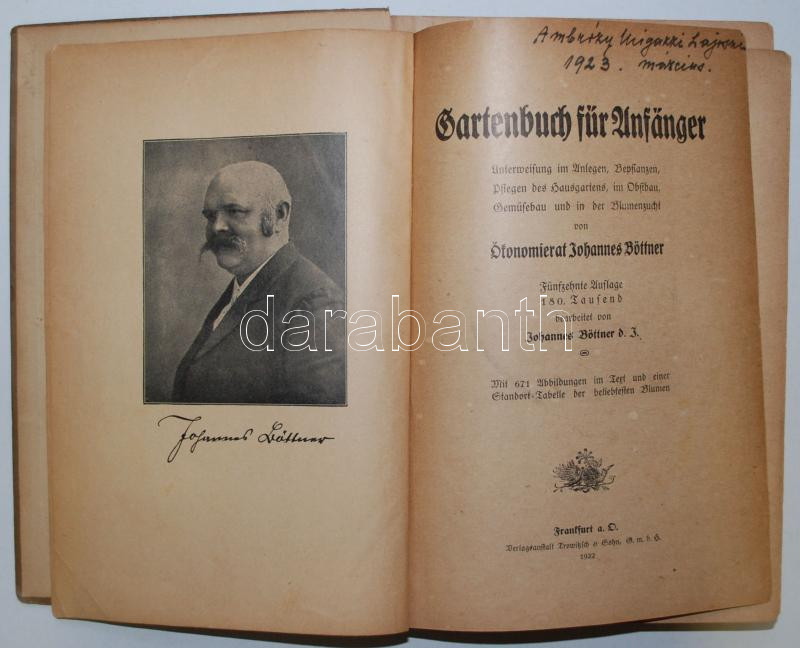 Johannes Böttner
Ambrózy Migazzi Lajosné
1923. március.
Gartenbuch für Anfänger
Unterweisung im Anlegen, Bepflanzen,
Pflegen des Hausgartens, im Obstbau,
Gemüsebau und in der Blumenzucht
von
Ökonomierat Johannes Böttner
Fünfzehnte Auflage
180. Tausend
bearbeitet von
Johannes Böttner d. J.
Mit 671 Abbildungen im Text und einer
Standort-Tabelle der beliebtesten Blumen
Frankfurt a. O.
Verlagsanstalt Trowitzsch & Sohn, G. m. b. H.
1922
darabanth